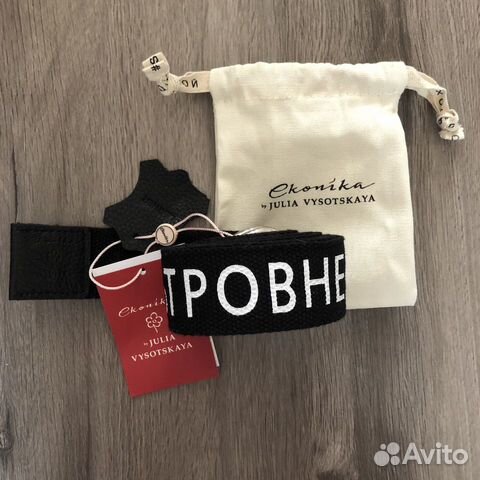 Ekonika
by JULIA VYSOTSKAYA
ТРОВНЕ
Ekonika
by JULIA
VYSOTSKAYA
Avito